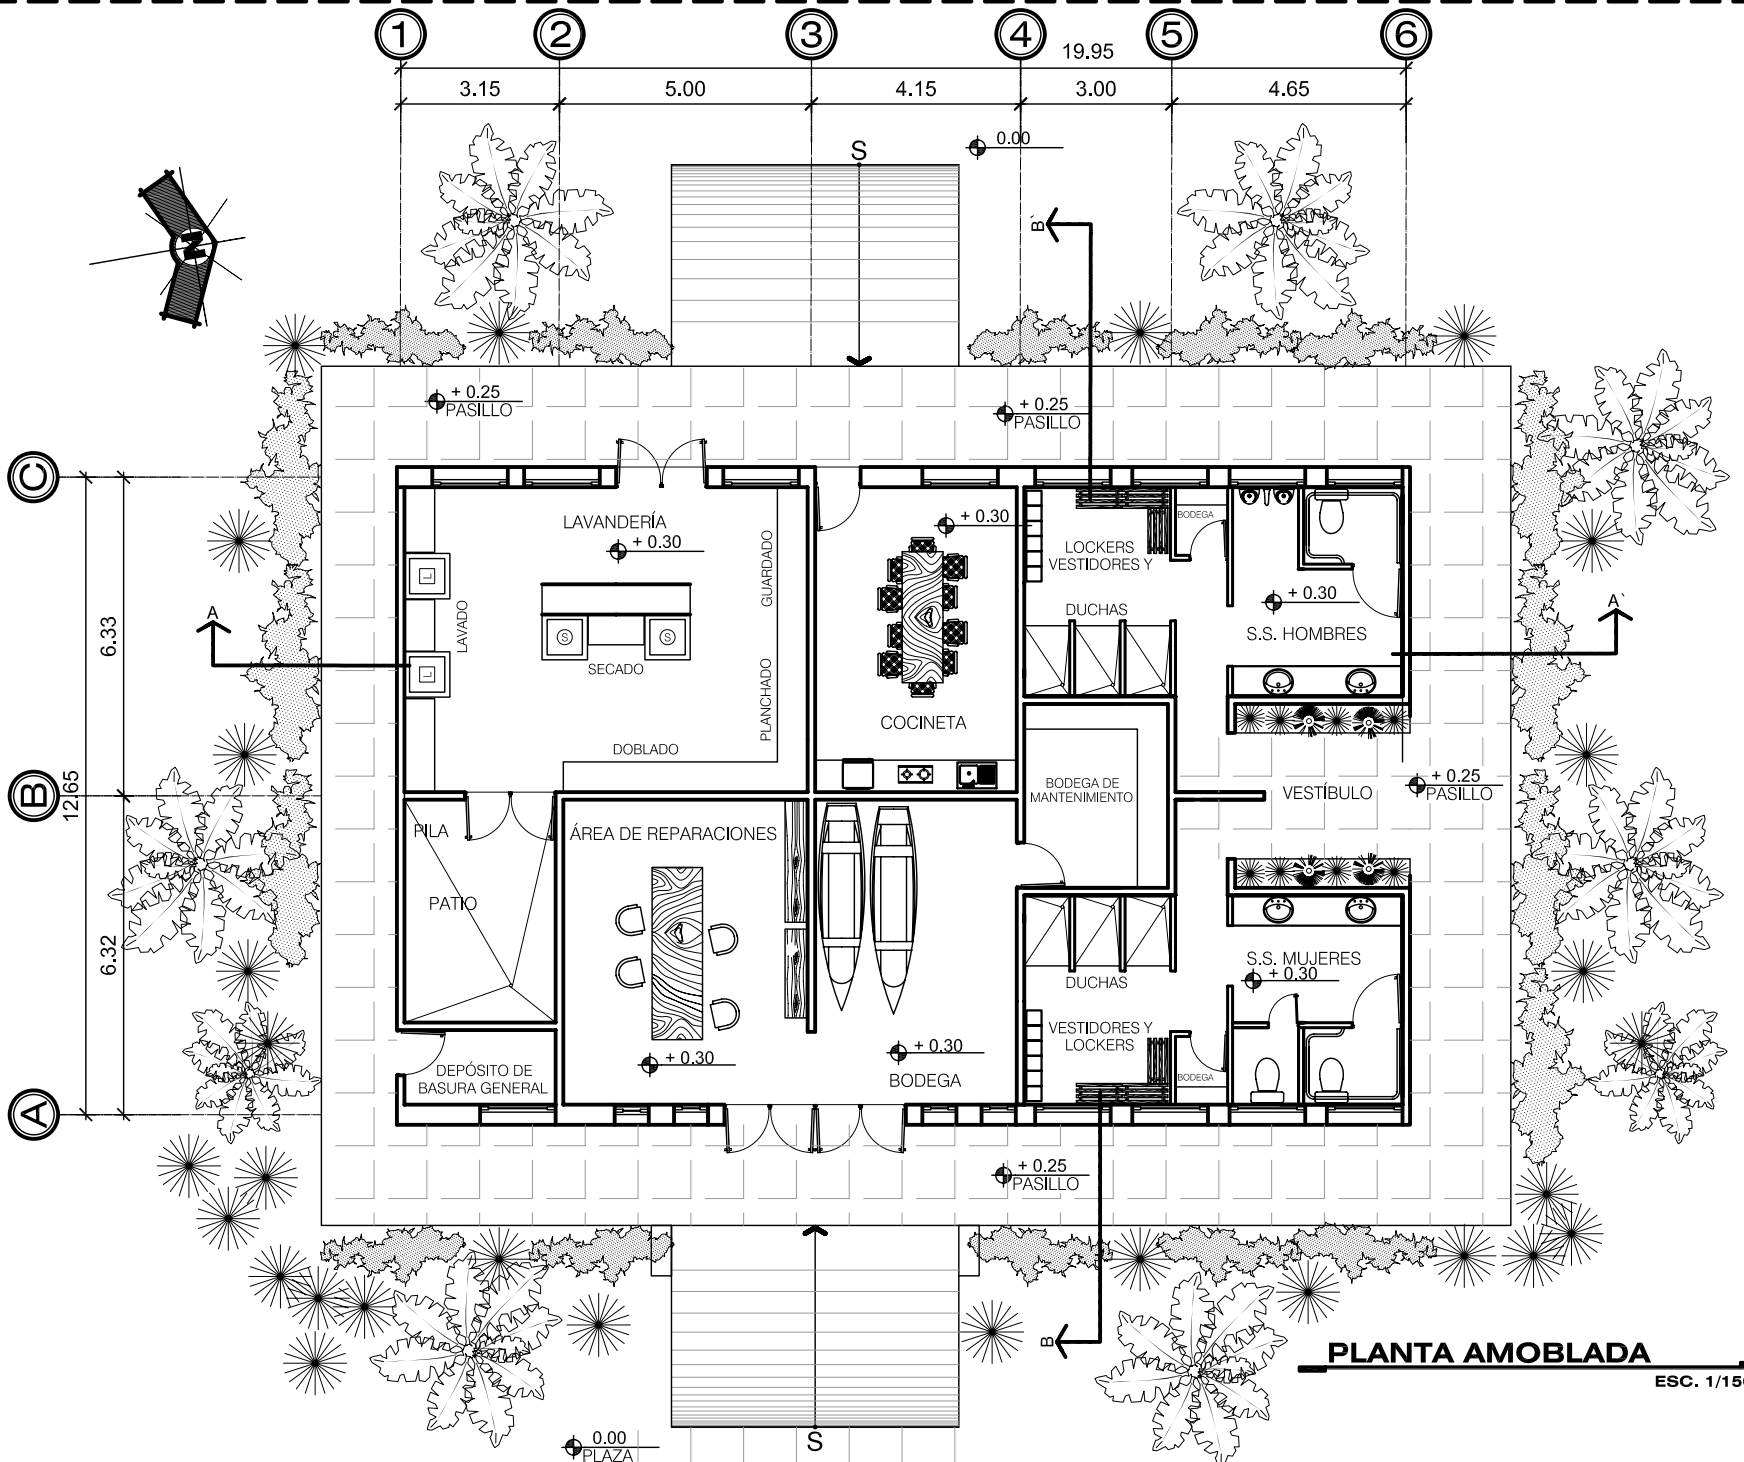 1 2 3 4 5 6
19.95
3.15 5.00 4.15 3.00 4.65
S
0.00
B`
N
+ 0.25
PASILLO
+ 0.25
PASILLO
C
LAVANDERÍA
+ 0.30
GUARDADO
+ 0.30
BODEGA
LOCKERS
VESTIDORES Y
DUCHAS
+ 0.30
S.S. HOMBRES
A
A`
L
LAVADO
L
S
S
SECADO
6.33
PLANCHADO
COCINETA
DOBLADO
B
12.65
BODEGA DE
MANTENIMIENTO
VESTÍBULO
+ 0.25
PASILLO
PILA
ÁREA DE REPARACIONES
PATIO
6.32
S.S. MUJERES
+ 0.30
DUCHAS
VESTIDORES Y
LOCKERS
BODEGA
DEPÓSITO DE
BASURA GENERAL
+ 0.30
+ 0.30
BODEGA
A
+ 0.25
PASILLO
B
PLANTA AMOBLADA
ESC. 1/150
0.00
PLAZA
S